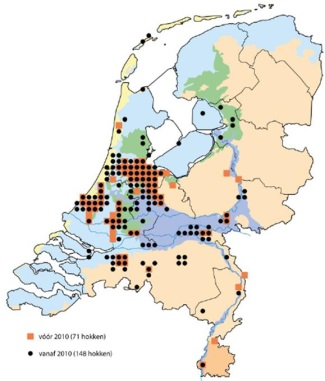 vóór 2010 (71 hokken)
vanaf 2010 (148 hokken)